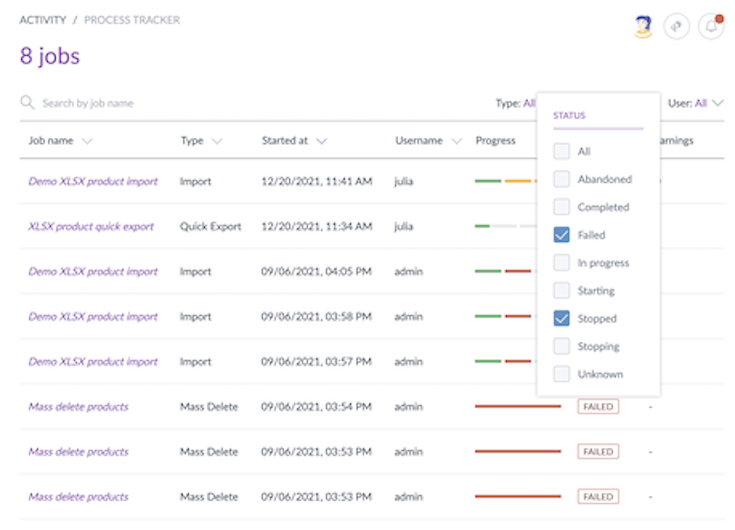 ACTIVITY / PROCESS TRACKER
8 jobs
Search by job name
Type: All
User: All
Job name Type Started at Username Progress arnings
Demo XLSX product import Import 12/20/2021, 11:41 AM julia
XLSX product quick export Quick Export 12/20/2021, 11:34 AM julia
Demo XLSX product import Import 09/06/2021, 04:05 PM admin
Demo XLSX product import Import 09/06/2021, 03:58 PM admin
Demo XLSX product import Import 09/06/2021, 03:57 PM admin
Mass delete products Mass Delete 09/06/2021, 03:54 PM admin FAILED -
Mass delete products Mass Delete 09/06/2021, 03:53 PM admin FAILED -
Mass delete products Mass Delete 09/06/2021, 03:53 PM admin FAILED -
STATUS
All
Abandoned
Completed
Failed
In progress
Starting
Stopped
Stopping
Unknown